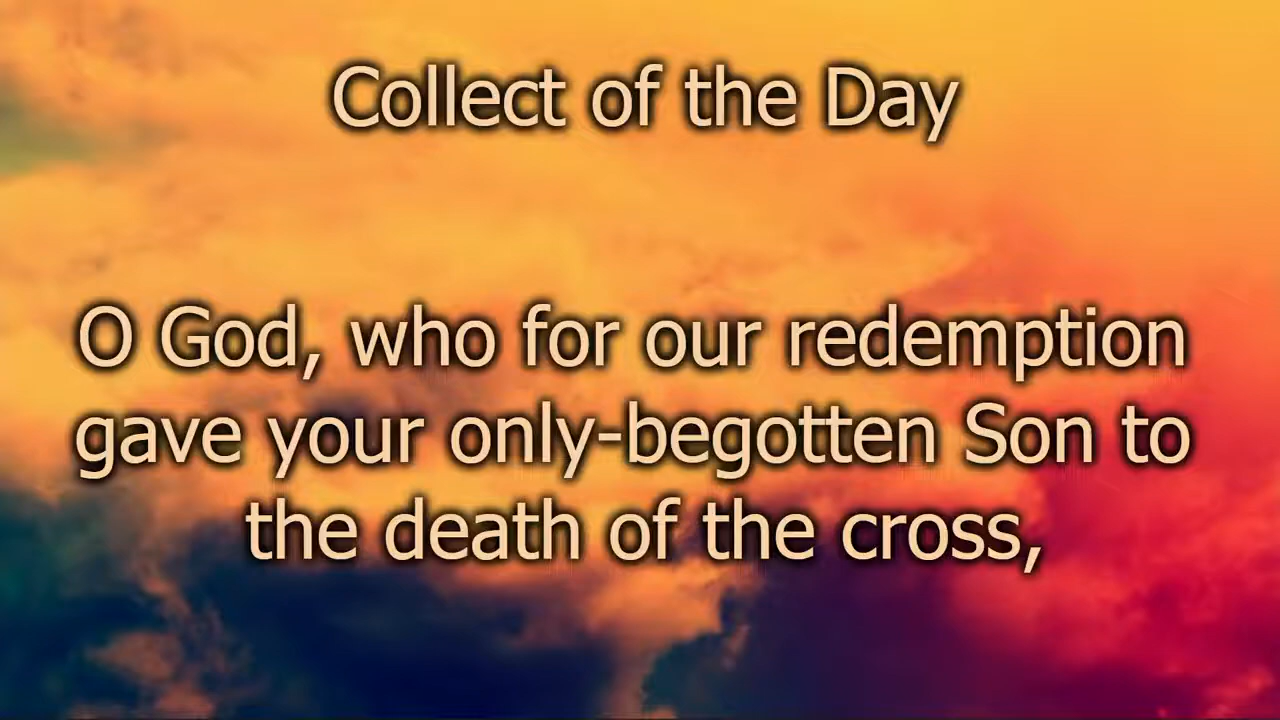 Collect of the Day
O God, who for our redemption
gave your only-begotten Son to
the death of the cross,